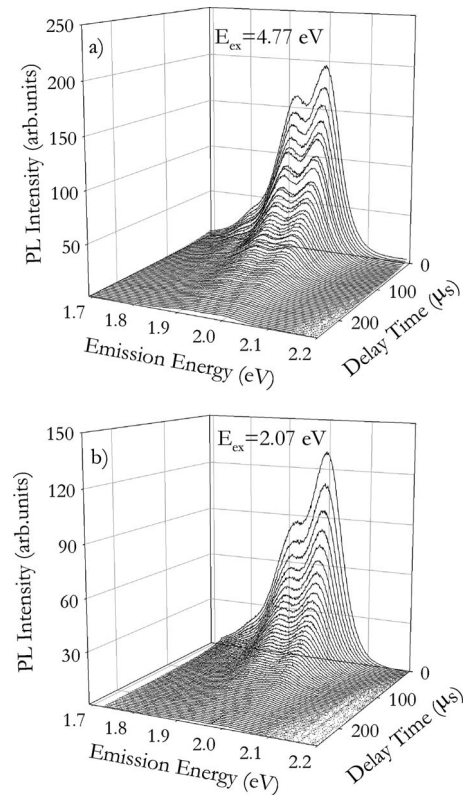 a)
E_ex=4.77 eV
PL Intensity (arb.units)
250
200
150
100
50
1.7
1.8
1.9
2.0
2.1
2.2
Emission Energy (eV)
0
100
200
Delay Time (μs)
b)
E_ex=2.07 eV
PL Intensity (arb.units)
150
120
90
60
30
1.7
1.8
1.9
2.0
2.1
2.2
Emission Energy (eV)
0
100
200
Delay Time (μs)